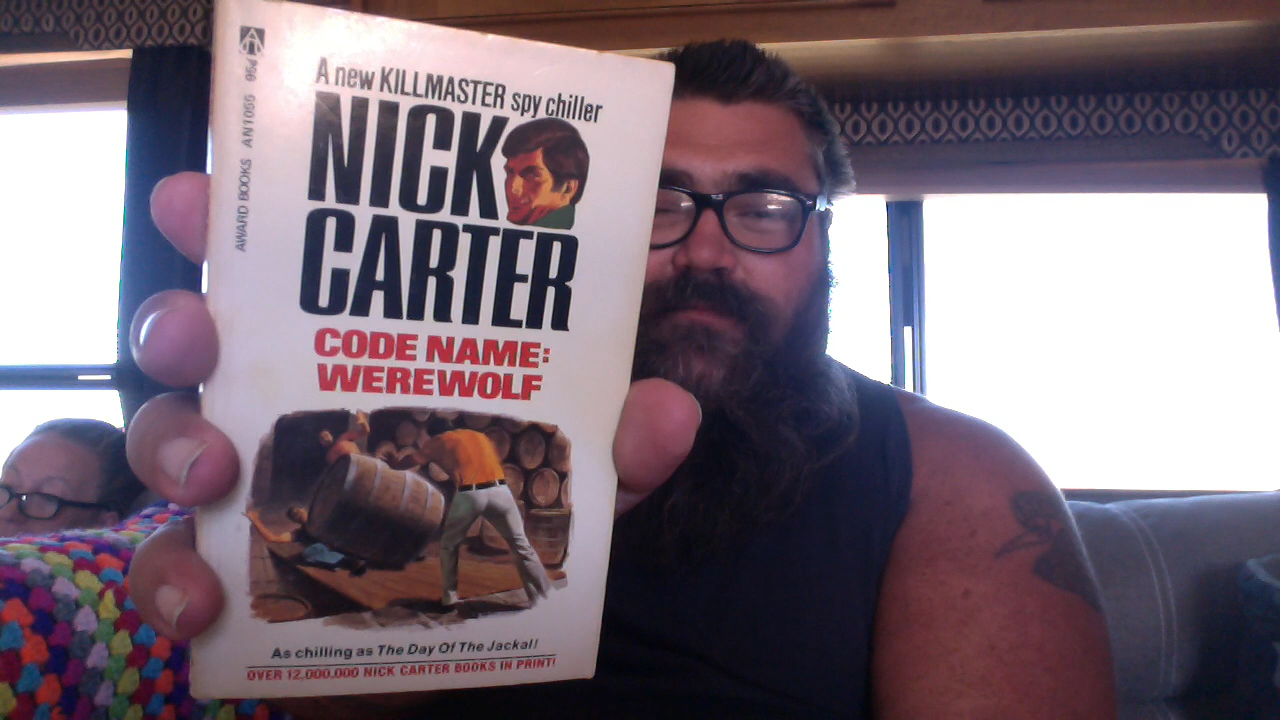 A new KILLMASTER spy chiller
NICK
CARTER
CODE NAME:
WEREWOLF
As chilling as The Day Of The Jackal!
OVER 12,000,000 NICK CARTER BOOKS IN PRINT!
AWARD BOOKS AN1055 95¢